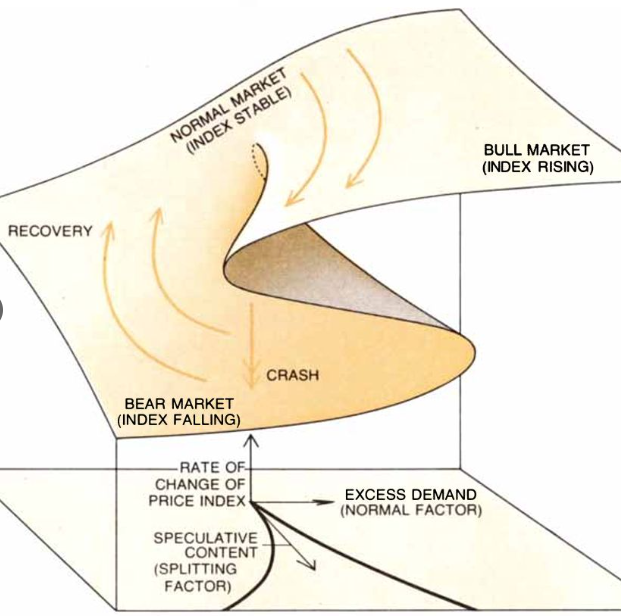 NORMAL MARKET
(INDEX STABLE)
BULL MARKET
(INDEX RISING)
RECOVERY
CRASH
BEAR MARKET
(INDEX FALLING)
RATE OF
CHANGE OF
PRICE INDEX
EXCESS DEMAND
(NORMAL FACTOR)
SPECULATIVE
CONTENT
(SPLITTING
FACTOR)